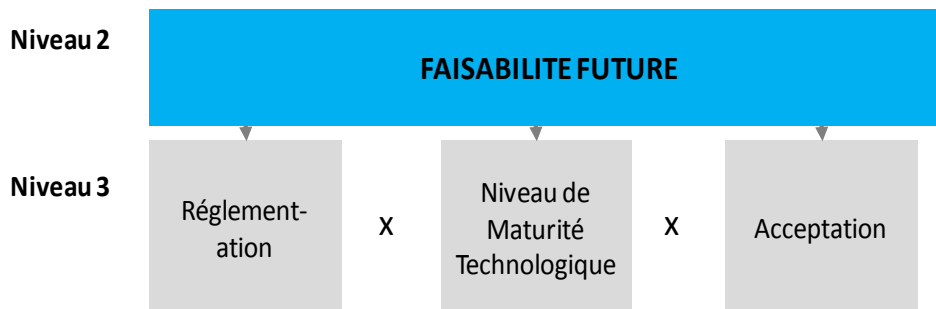 Niveau 2
FAISABILITE FUTURE
Niveau 3
Réglement-
ation
X
Niveau de
Maturité
Technologique
X
Acceptation